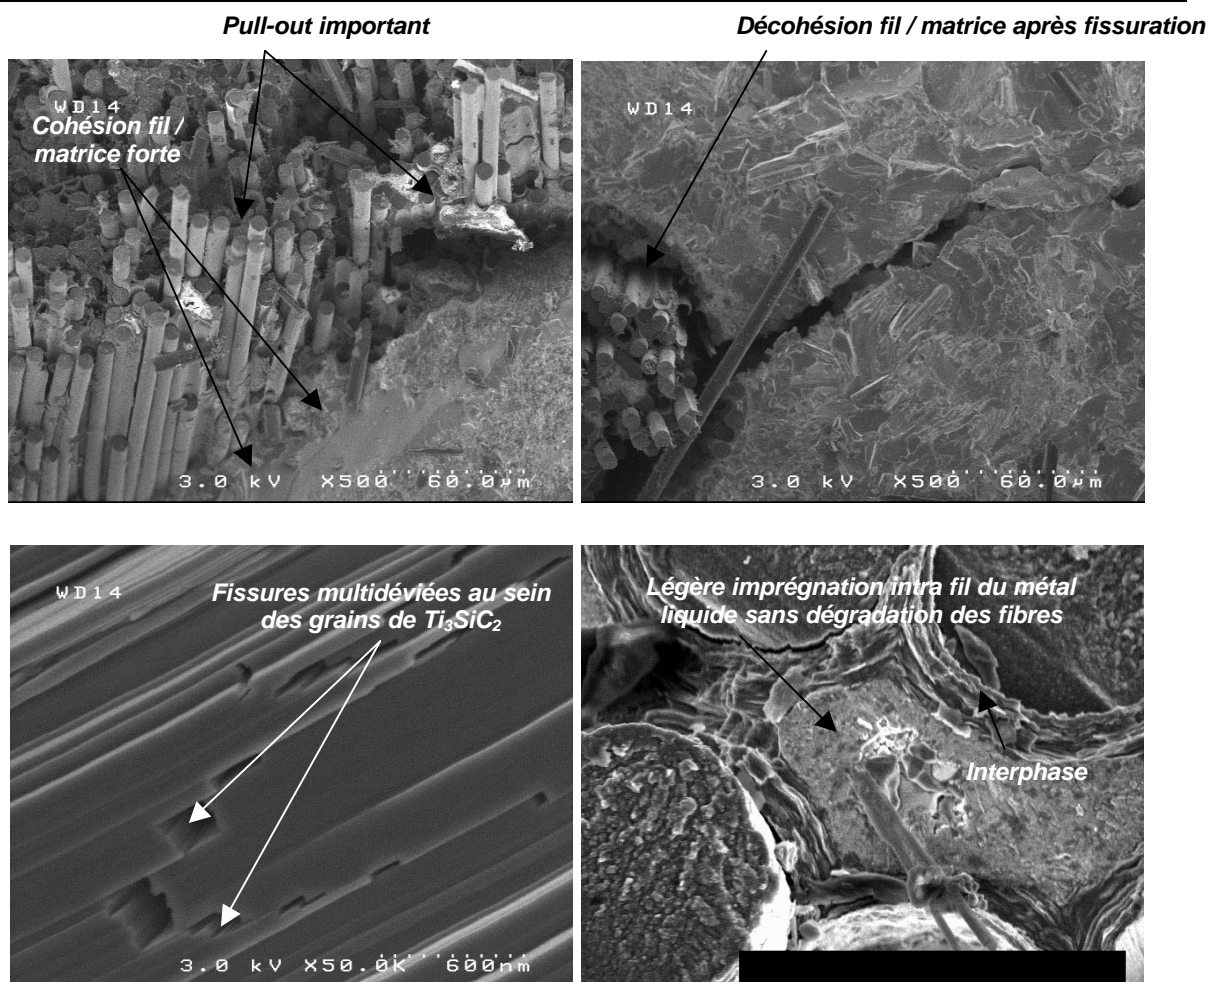 Pull-out important
Décohésion fil / matrice après fissuration
WD14
Cohésion fil /
matrice forte
3.0 kV X500 60.0µm
WD14
3.0 kV X500 60.0µm
WD14
Fissures multidéviées au sein
des grains de Ti₃SiC₂
3.0 kV X50.0K 600nm
Légère imprégnation intra fil du métal
liquide sans dégradation des fibres
Interphase